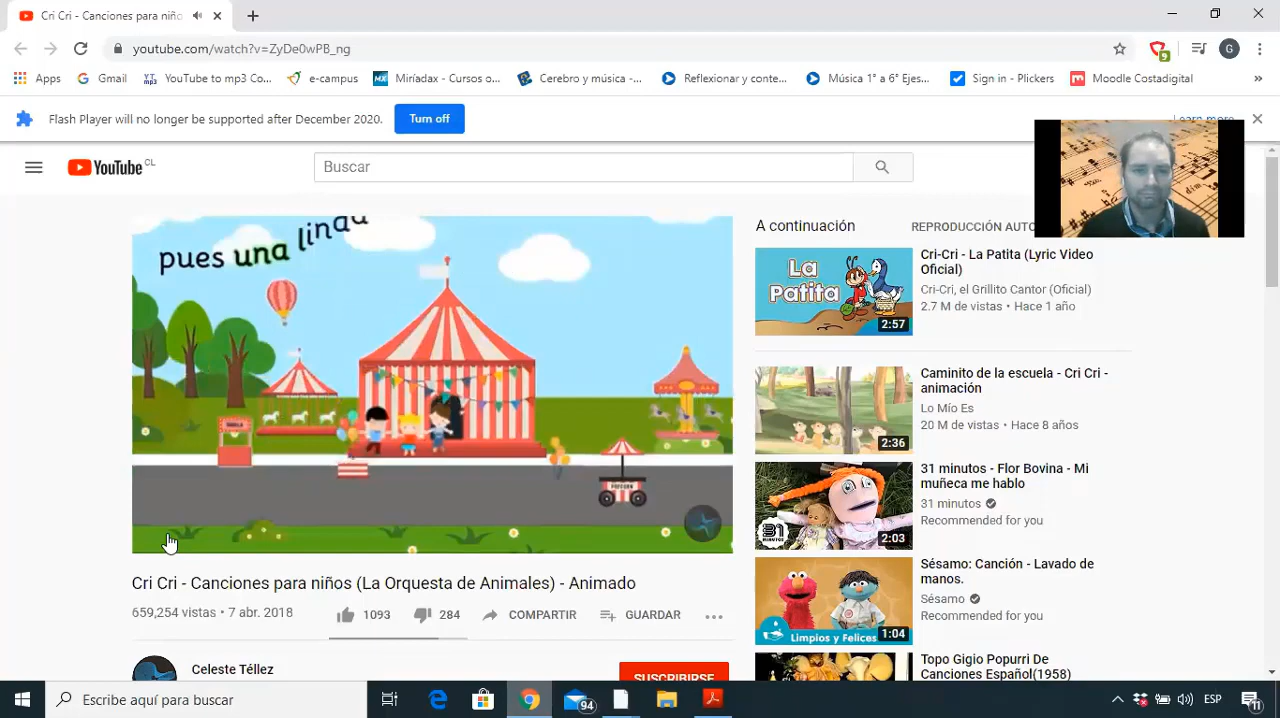 Cri Cri - Canciones para niño
youtube.com/watch?v=ZyDe0wPB_ng
9
G
Apps
Gmail
YouTube to mp3 Co...
e-campus
Miríadax - Cursos o...
Cerebro y música -...
Reflexionar y conte...
Música 1° a 6° Ejes...
Sign in - Plickers
Moodle Costadigital
»
Flash Player will no longer be supported after December 2020.
Turn off
Learn more
YouTube CL
Buscar
pues una linda
A continuación
REPRODUCCIÓN AUTO
La Patita
2:57
Cri-Cri - La Patita (Lyric Video Oficial)
Cri-Cri, el Grillito Cantor (Oficial)
2.7 M de vistas • Hace 1 año
2:36
Caminito de la escuela - Cri Cri - animación
Lo Mío Es
20 M de vistas • Hace 8 años
31 minutos
2:03
31 minutos - Flor Bovina - Mi muñeca me hablo
31 minutos
Recommended for you
Limpios y Felices
1:04
Sésamo: Canción - Lavado de manos.
Sésamo
Recommended for you
Topo Gigio Popurri De Canciones Español(1958)
POPCORN
Cri Cri - Canciones para niños (La Orquesta de Animales) - Animado
659,254 vistas • 7 abr. 2018
1093
284
COMPARTIR
GUARDAR
Celeste Téllez
SUSCRIBIRSE
Escribe aquí para buscar
94
ESP
11